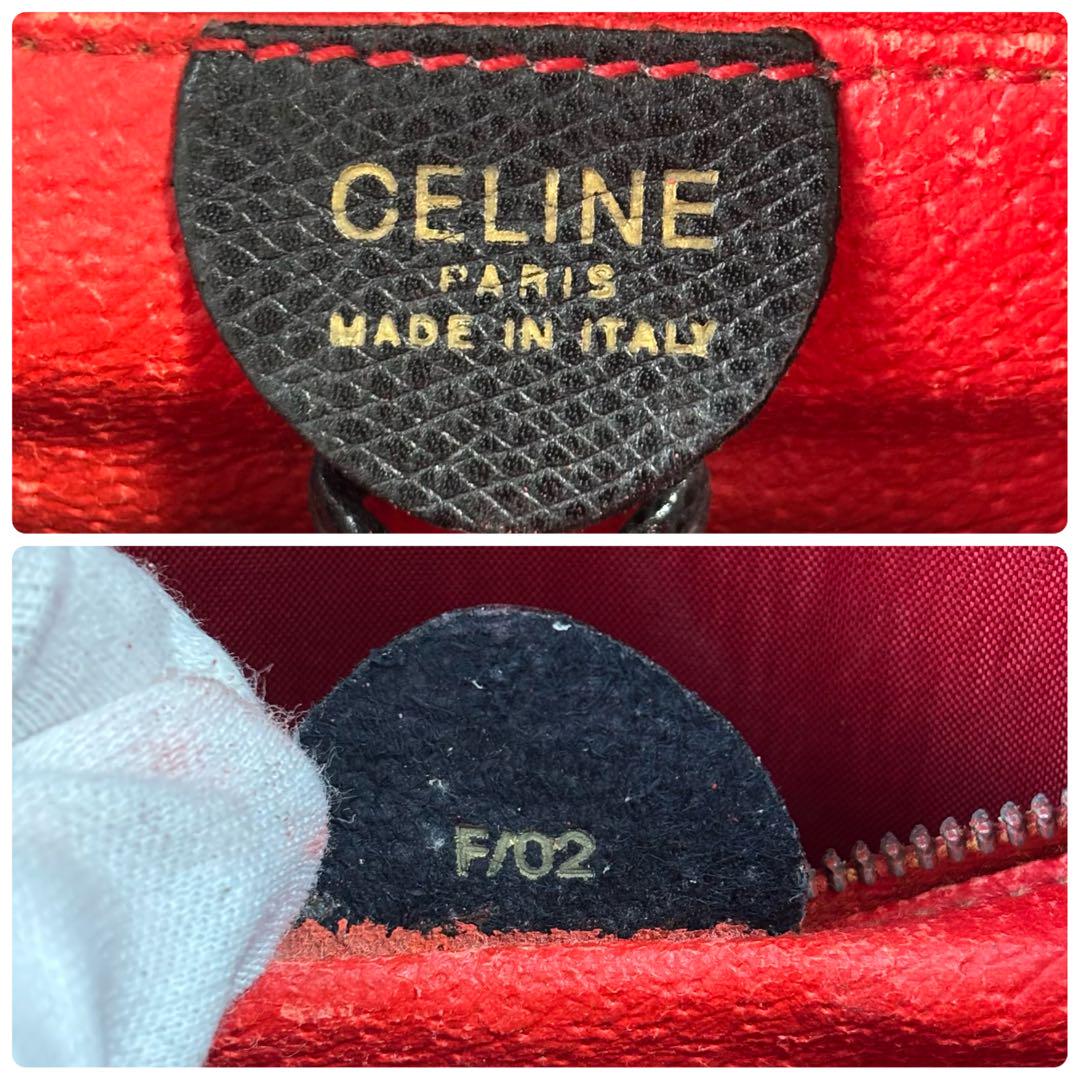 CELINE
PARIS
MADE IN ITALY
F/02